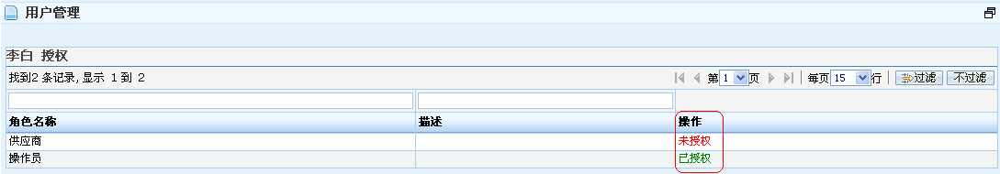 用户管理
李白 授权
找到2 条记录, 显示 1 到 2 第 1 页 每页 15 行 过滤 不过滤
角色名称 描述 操作
供应商 未授权
操作员 已授权